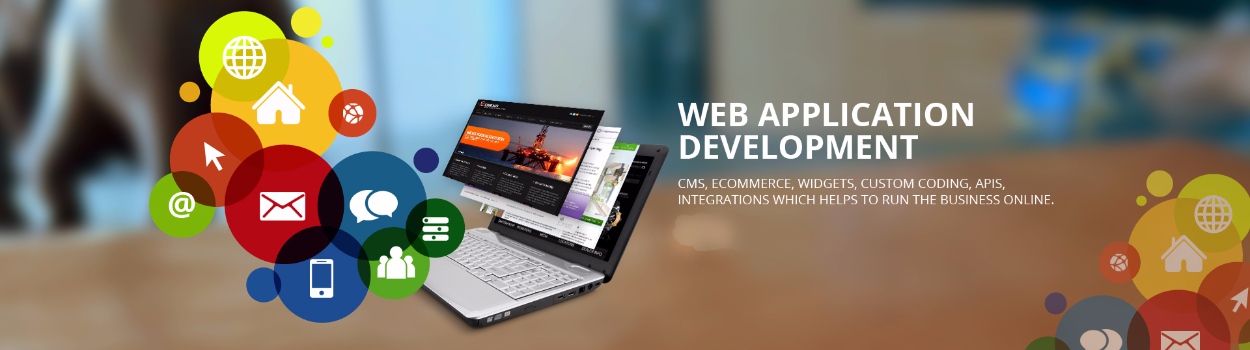 @
WEB APPLICATION
DEVELOPMENT
CMS, ECOMMERCE, WIDGETS, CUSTOM CODING, APIS,
INTEGRATIONS WHICH HELPS TO RUN THE BUSINESS ONLINE.